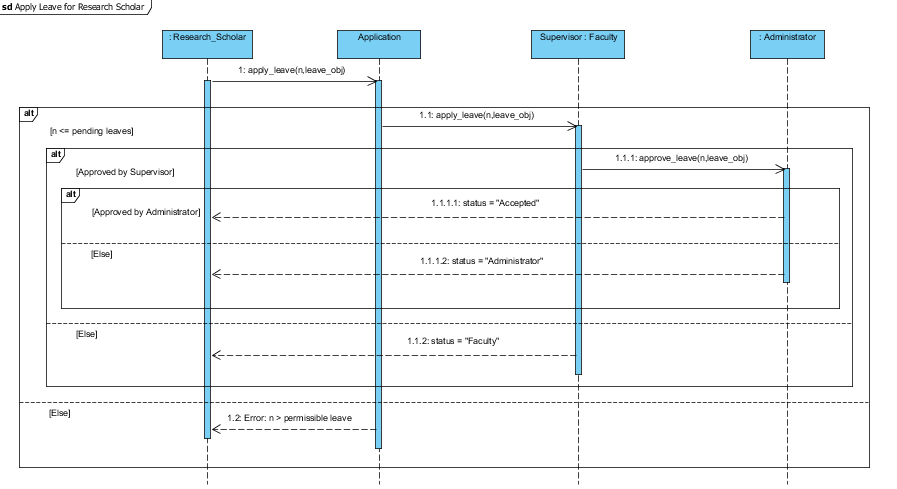 sd Apply Leave for Research Scholar
: Research_Scholar
Application
Supervisor : Faculty
: Administrator
1: apply_leave(n,leave_obj)
alt
1.1: apply_leave(n,leave_obj)
[n <= pending leaves]
alt
1.1.1: approve_leave(n,leave_obj)
[Approved by Supervisor]
alt
1.1.1.1: status = "Accepted"
[Approved by Administrator]
[Else]
1.1.1.2: status = "Administrator"
[Else]
1.1.2: status = "Faculty"
[Else]
1.2: Error: n > permissible leave